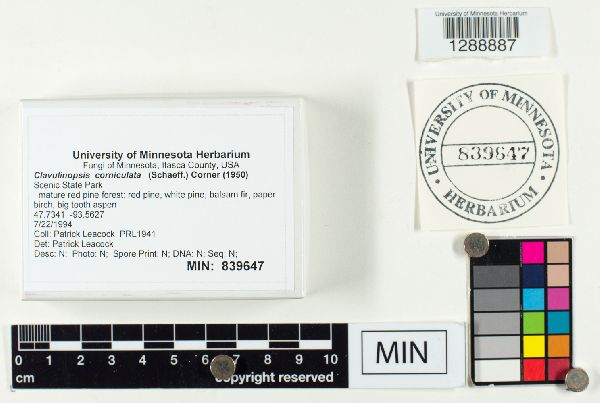 University of Minnesota Herbarium
1288887
UNIVERSITY OF MINNESOTA
839647
HERBARIUM
University of Minnesota Herbarium
Fungi of Minnesota, Itasca County, USA
Clavulinopsis corniculata (Schaeff.) Corner (1950)
Scenic State Park
mature red pine forest: red pine, white pine, balsam fir, paper
birch, big tooth aspen
47.7341 -93.5627
7/22/1994
Coll: Patrick Leacock PRL1941
Det: Patrick Leacock
Desc: N; Photo: N; Spore Print: N; DNA: N; Seq: N;
MIN: 839647
0 1 2 3 4 5 6 7 8 9 10
cm
copyright reserved
MIN